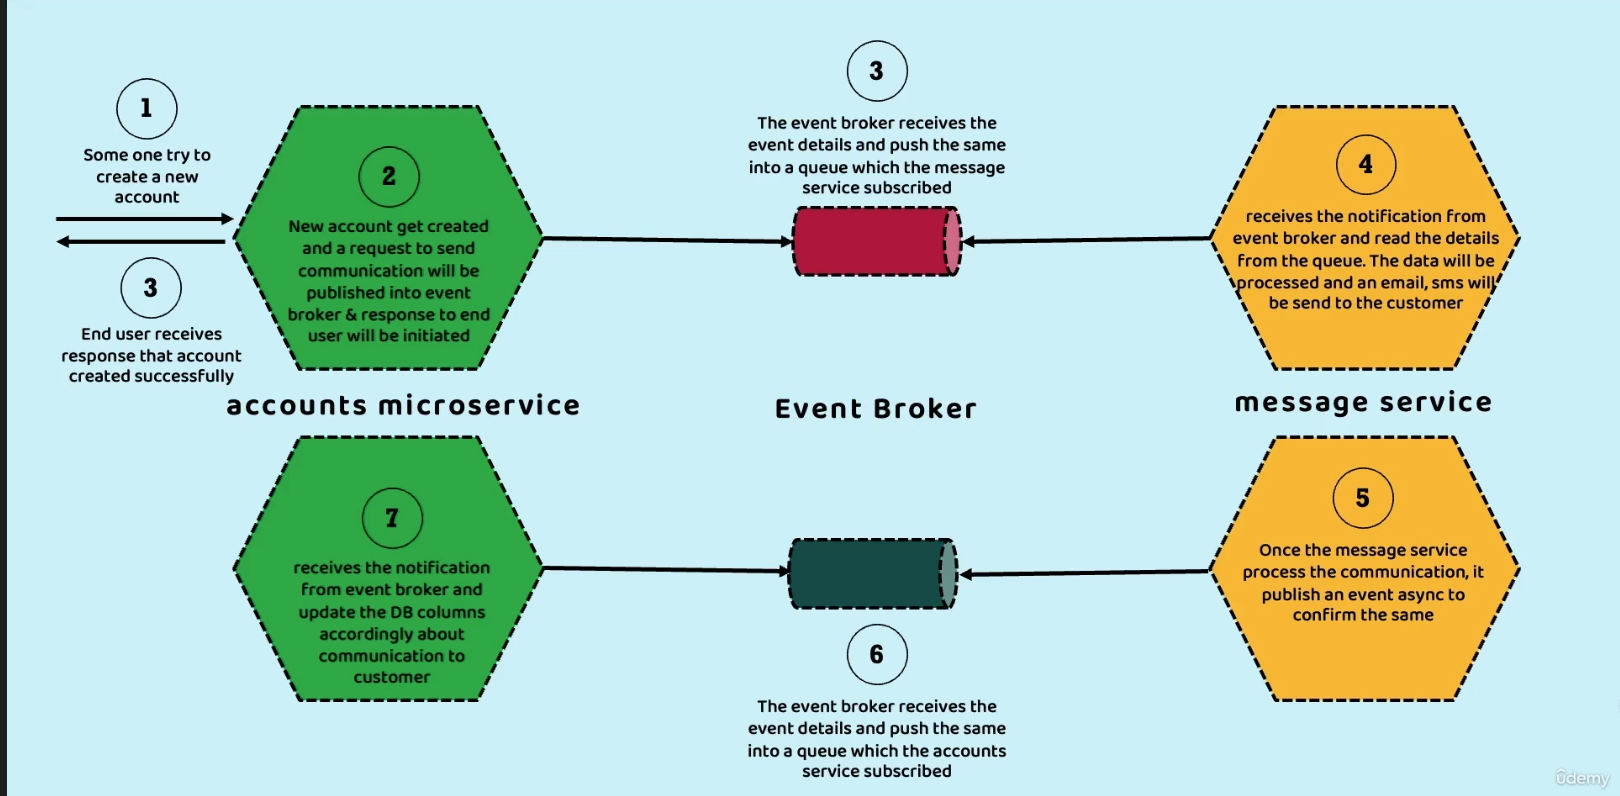 1
Some one try to
create a new
account
3
End user receives
response that account
created successfully
2
New account get created
and a request to send
communication will be
published into event
broker & response to end
user will be initiated
accounts microservice
3
The event broker receives the
event details and push the same
into a queue which the message
service subscribed
Event Broker
4
receives the notification from
event broker and read the details
from the queue. The data will be
processed and an email, sms will
be send to the customer
message service
5
Once the message service
process the communication, it
publish an event async to
confirm the same
6
The event broker receives the
event details and push the same
into a queue which the accounts
service subscribed
7
receives the notification
from event broker and
update the DB columns
accordingly about
communication to
customer
ûdemy